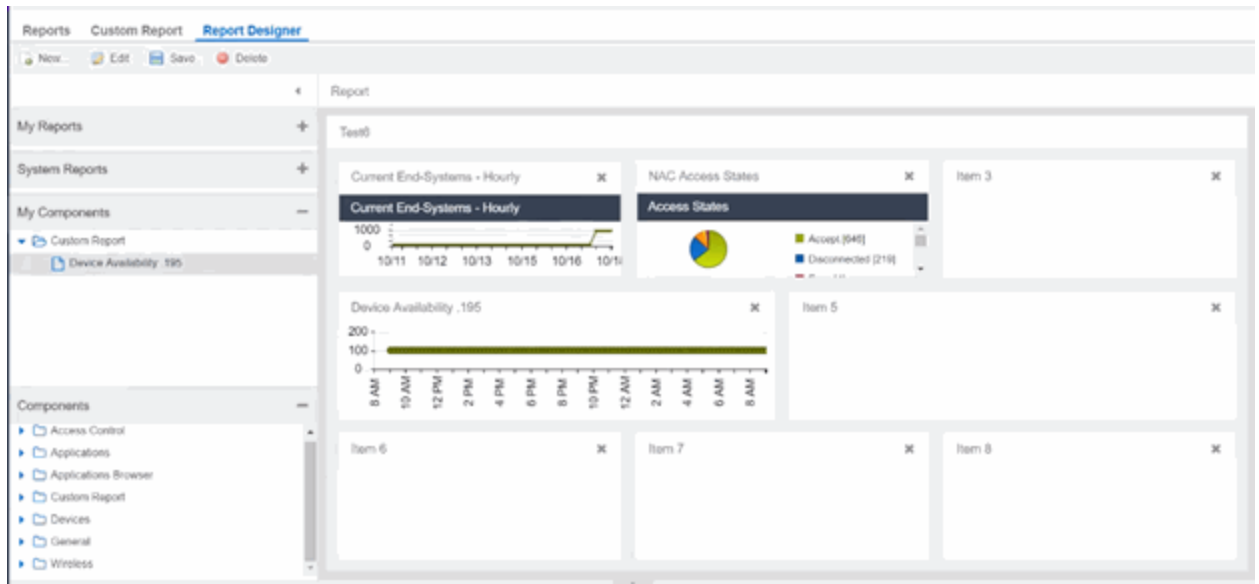 Reports Custom Report Report Designer
New... Edit Save Delete
Report
My Reports
Test6
System Reports
Current End-Systems - Hourly NAC Access States Item 3
My Components
Current End-Systems - Hourly Access States
Custom Report
1000
0
Accept [646]
Disconnected [219]
Device Availability .195
10/11 10/12 10/13 10/15 10/16
Device Availability .195 Item 5
200
100
0
8 AM 10 AM 12 PM 2 PM 4 PM 6 PM 8 PM 10 PM 12 AM 2 AM 4 AM 6 AM 8 AM
Components
Access Control
Applications
Applications Browser
Custom Report
Devices
General
Wireless
Item 6 Item 7 Item 8